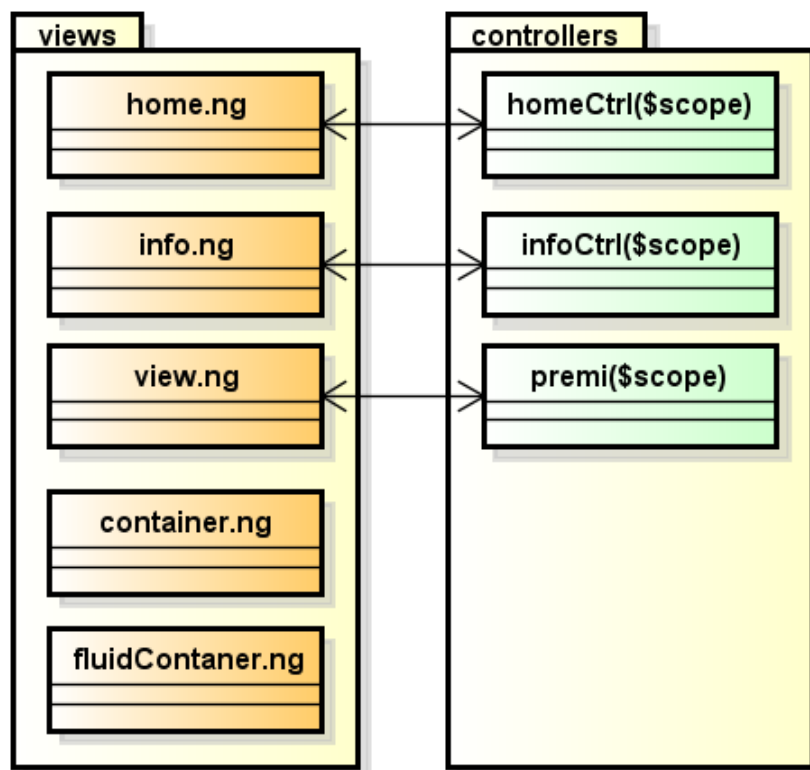 views
controllers
home.ng
homeCtrl($scope)
info.ng
infoCtrl($scope)
view.ng
premi($scope)
container.ng
fluidContaner.ng